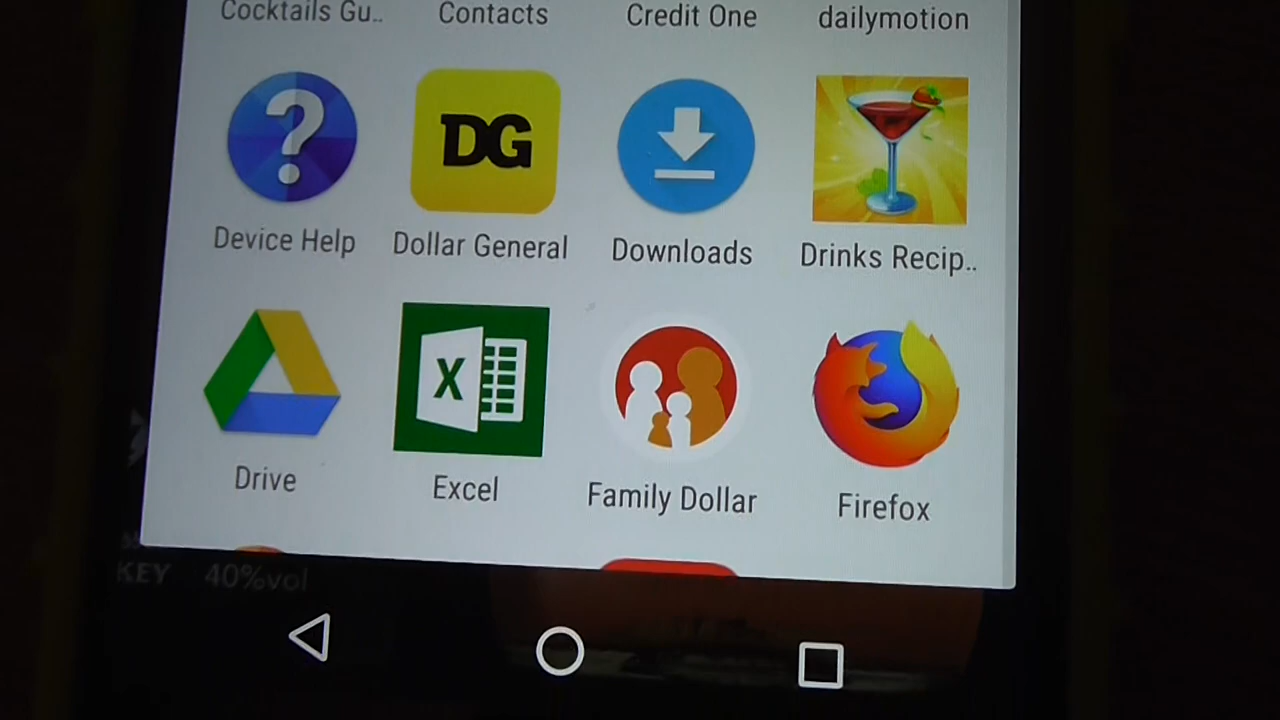 Cocktails Gu..
Contacts
Credit One
dailymotion
?
DG
Device Help
Dollar General
Downloads
Drinks Recip..
X
Drive
Excel
Family Dollar
Firefox
KEY 40%vol